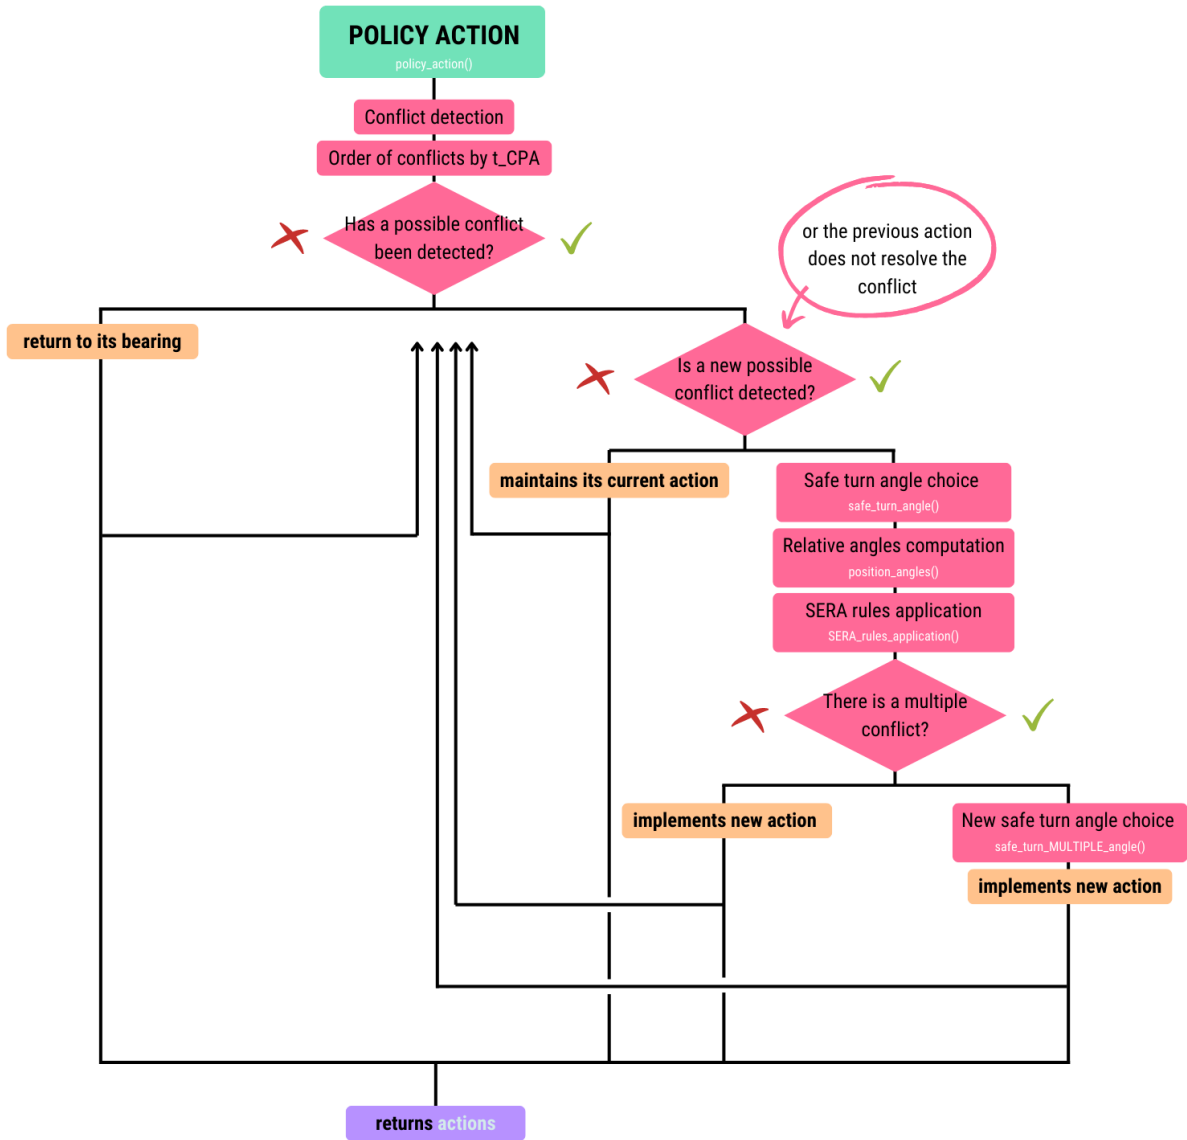 POLICY ACTION
policy_action()
Conflict detection
Order of conflicts by t_CPA
Has a possible conflict
been detected?
or the previous action
does not resolve the
conflict
return to its bearing
Is a new possible
conflict detected?
maintains its current action
Safe turn angle choice
safe_turn_angle()
Relative angles computation
position_angles()
SERA rules application
SERA_rules_application()
There is a multiple
conflict?
implements new action
New safe turn angle choice
safe_turn_MULTIPLE_angle()
implements new action
returns actions